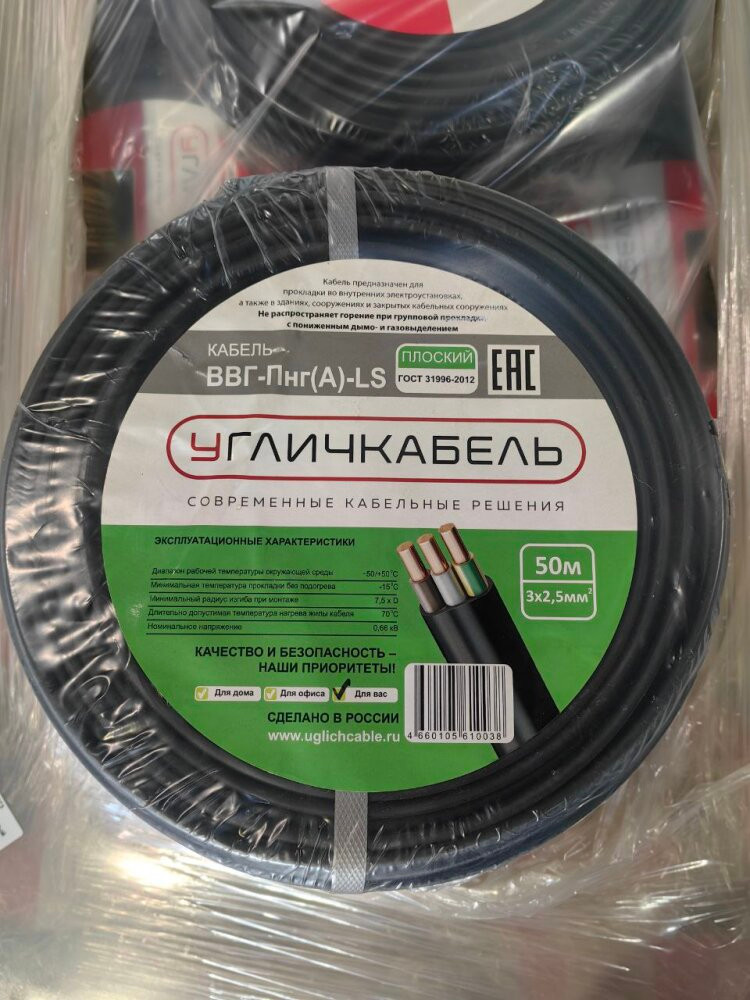 Кабель предназначен для
прокладки во внутренних электроустановках,
а также в зданиях, сооружениях и закрытых кабельных сооружениях
Не распространяет горение при групповой прокладке,
с пониженным дымо- и газовыделением
КАБЕЛЬ
ВВГ-Пнг(А)-LS
ПЛОСКИЙ
ГОСТ 31996-2012
EAC
УГЛИЧКАБЕЛЬ
СОВРЕМЕННЫЕ КАБЕЛЬНЫЕ РЕШЕНИЯ
ЭКСПЛУАТАЦИОННЫЕ ХАРАКТЕРИСТИКИ
Диапазон рабочей температуры окружающей среды -50/+50°С
Минимальная температура прокладки без подогрева -15°С
Минимальный радиус изгиба при монтаже 7,5 x D
Длительно допустимая температура нагрева жилы кабеля 70°С
Номинальное напряжение 0,66 кВ
50м
3х2,5мм²
КАЧЕСТВО И БЕЗОПАСНОСТЬ –
НАШИ ПРИОРИТЕТЫ!
Для дома Для офиса Для вас
СДЕЛАНО В РОССИИ
www.uglichcable.ru
4 660105 610038